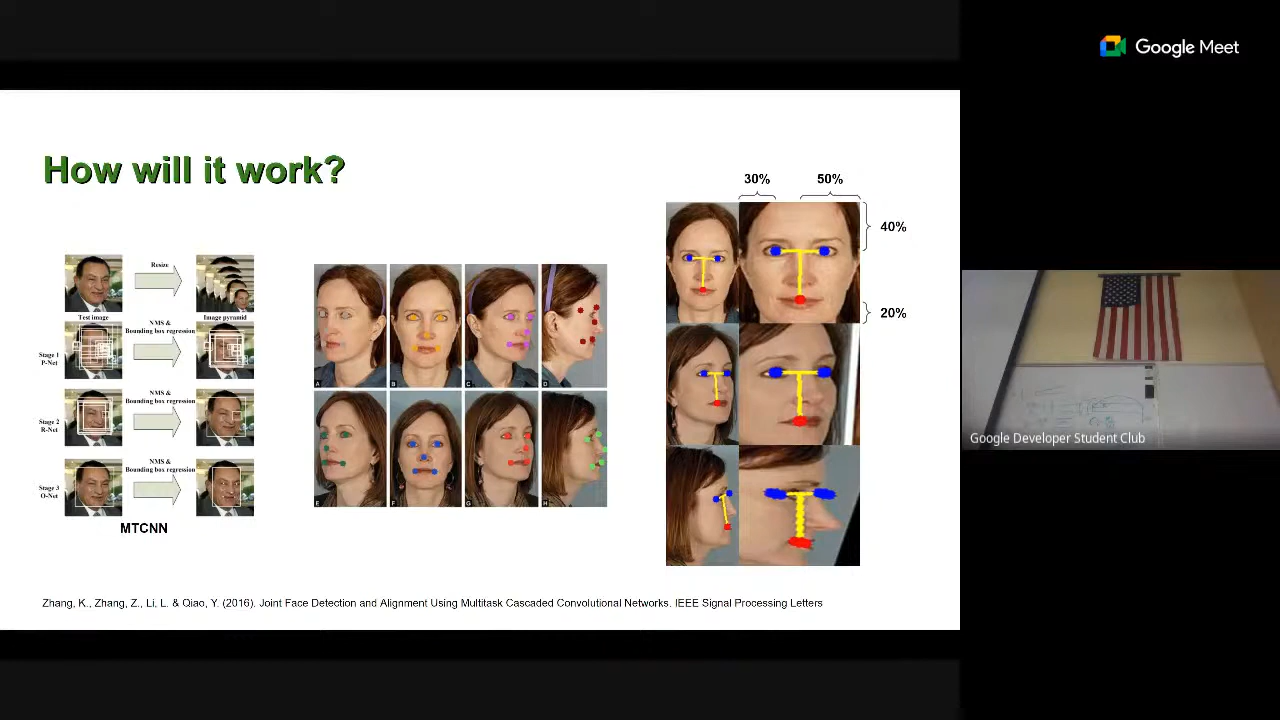 Google Meet
How will it work?
30%
50%
40%
20%
Resize
Test image
Image pyramid
NMS &
Bounding box regression
Stage 1
P-Net
NMS &
Bounding box regression
Stage 2
R-Net
NMS &
Bounding box regression
Stage 3
O-Net
MTCNN
A
B
C
D
E
F
G
H
Zhang, K., Zhang, Z., Li, L. & Qiao, Y. (2016). Joint Face Detection and Alignment Using Multitask Cascaded Convolutional Networks. IEEE Signal Processing Letters
Google Developer Student Club